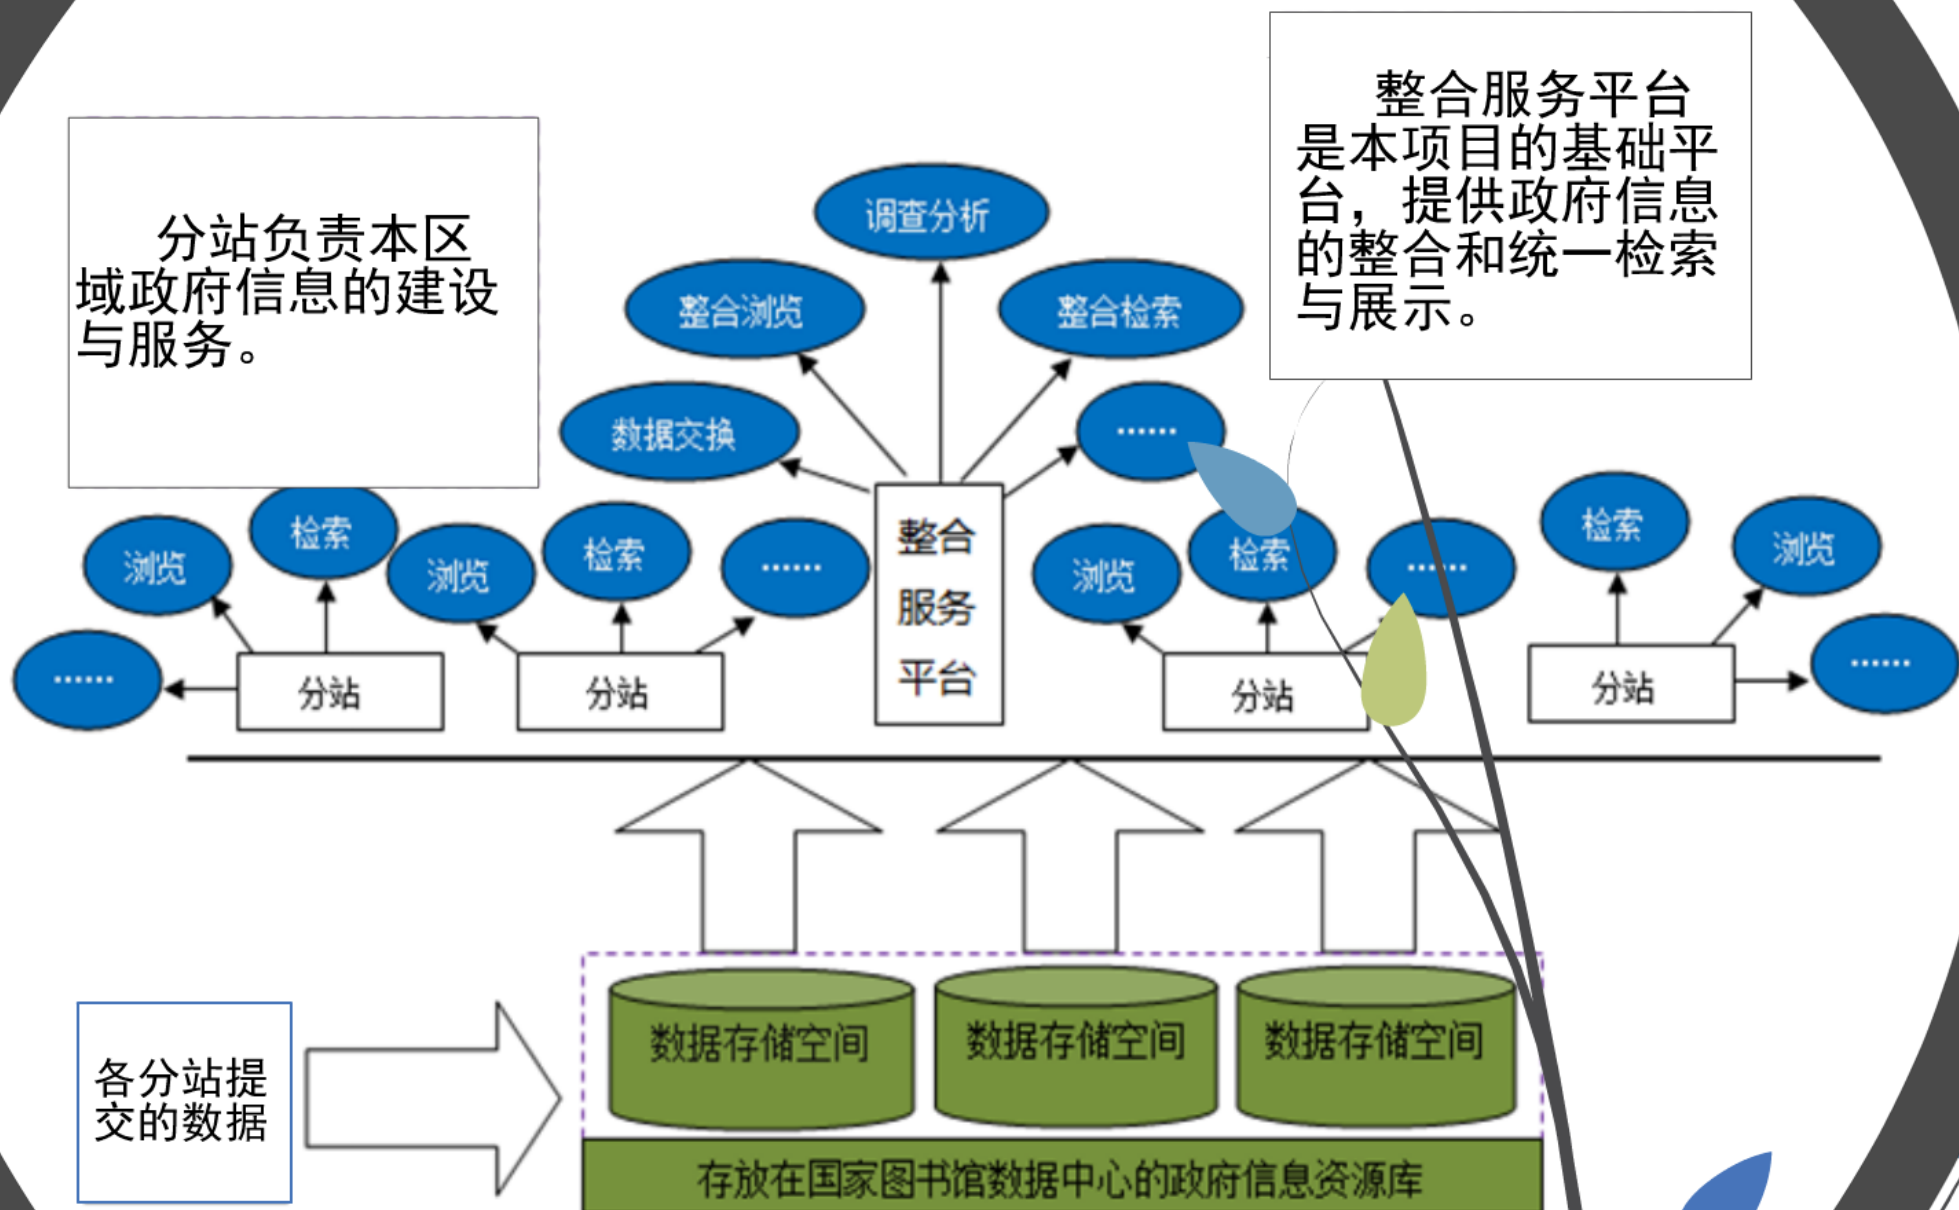 整合服务平台
是本项目的基础平
台，提供政府信息
的整合和统一检索
与展示。
分站负责本区
域政府信息的建设
与服务。
调查分析
整合浏览
整合检索
数据交换
……
检索
浏览
……
分站
浏览
检索
……
分站
整合
服务
平台
浏览
检索
……
分站
检索
浏览
……
分站
各分站提
交的数据
数据存储空间
数据存储空间
数据存储空间
存放在国家图书馆数据中心的政府信息资源库